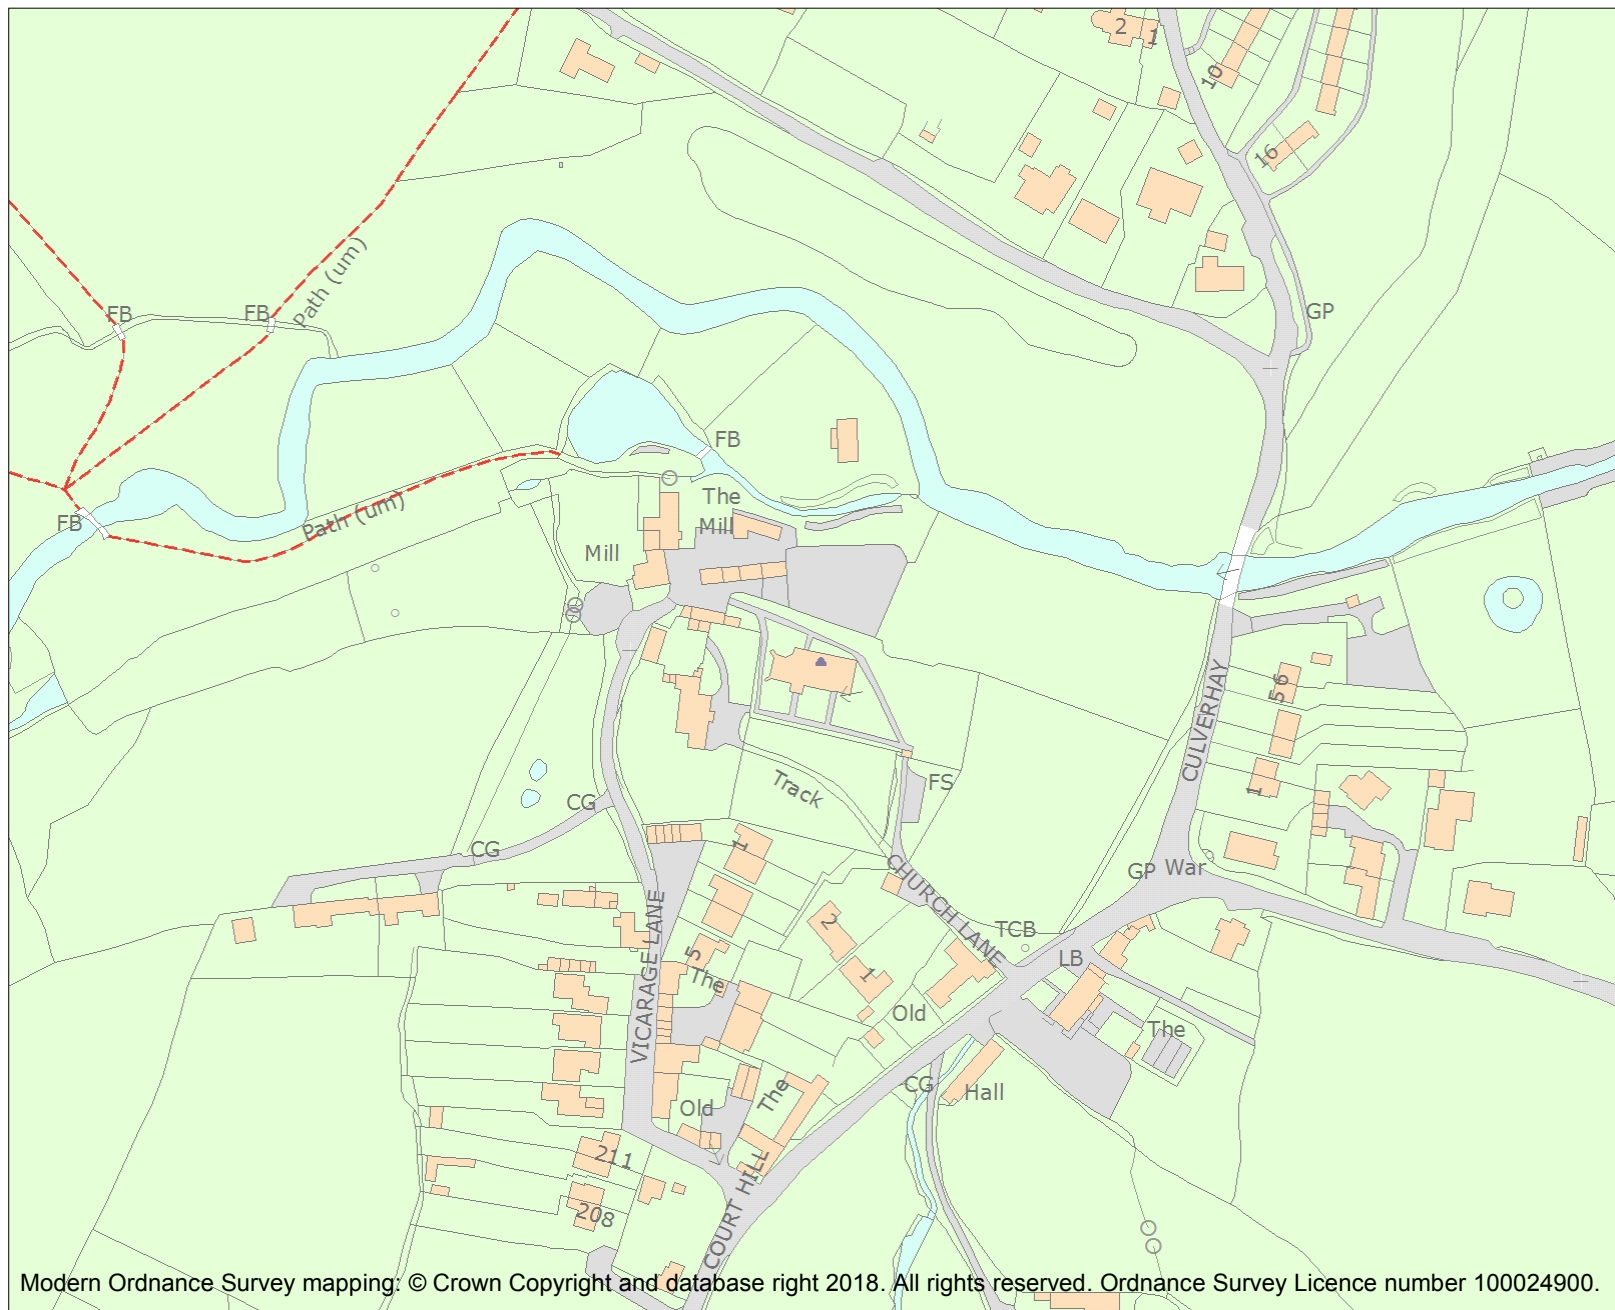 2
1
10
16
Path (um)
FB
FB
GP
FB
The
Mill
Path (um)
FB
Mill
CULVERHAY
5 6
Track
FS
1
CG
CG
1
CHURCH LANE
GP
War
VICARAGE LANE
2
TCB
5
The
1
LB
Old
The
CG
Hall
Old
The
211
208
COURT HILL
Modern Ordnance Survey mapping: © Crown Copyright and database right 2018. All rights reserved. Ordnance Survey Licence number 100024900.